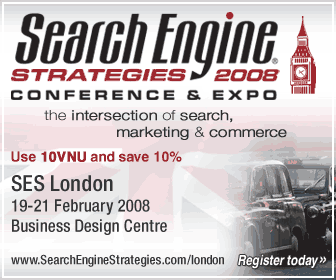 Search Engine®
STRATEGIES 2008
CONFERENCE & EXPO
the intersection of search,
marketing & commerce
Use 10VNU and save 10%
SES London
19-21 February 2008
Business Design Centre
www.SearchEngineStrategies.com/london Register today»